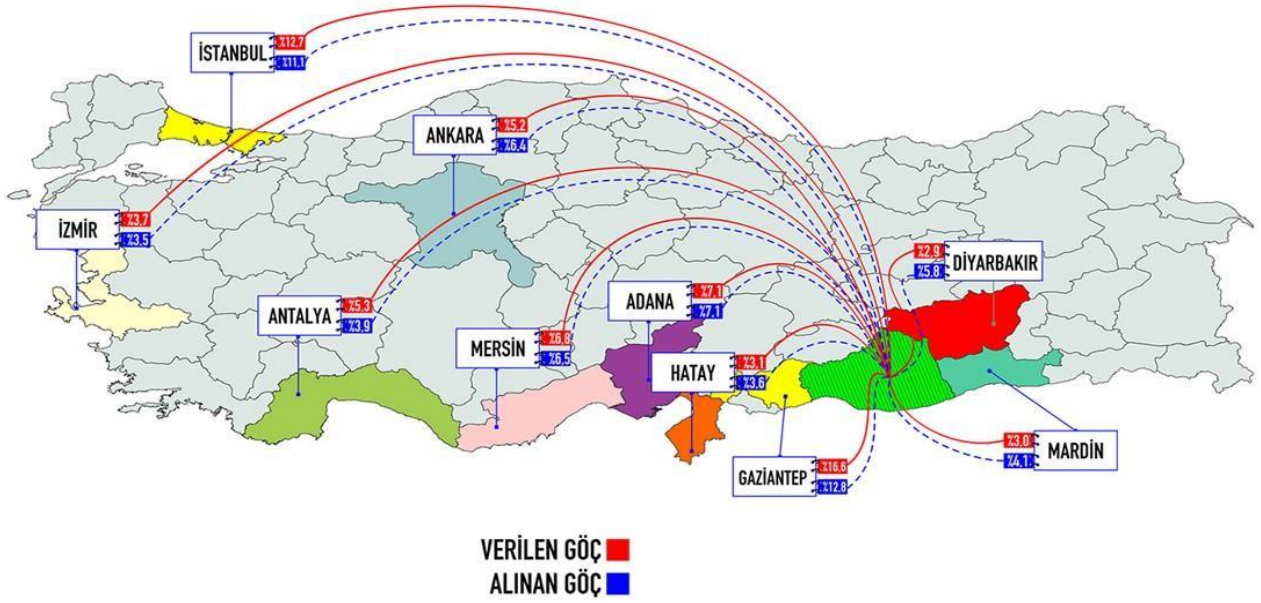 İSTANBUL
%12,7
%11,1
ANKARA
%5,2
%6,4
İZMİR
%3,7
%3,5
DİYARBAKIR
%2,9
%5,8
ANTALYA
%5,3
%3,9
ADANA
%7,1
%7,1
MERSİN
%6,8
%6,5
HATAY
%3,1
%3,6
MARDİN
%3,0
%4,1
GAZİANTEP
%16,6
%12,8
VERİLEN GÖÇ
ALINAN GÖÇ